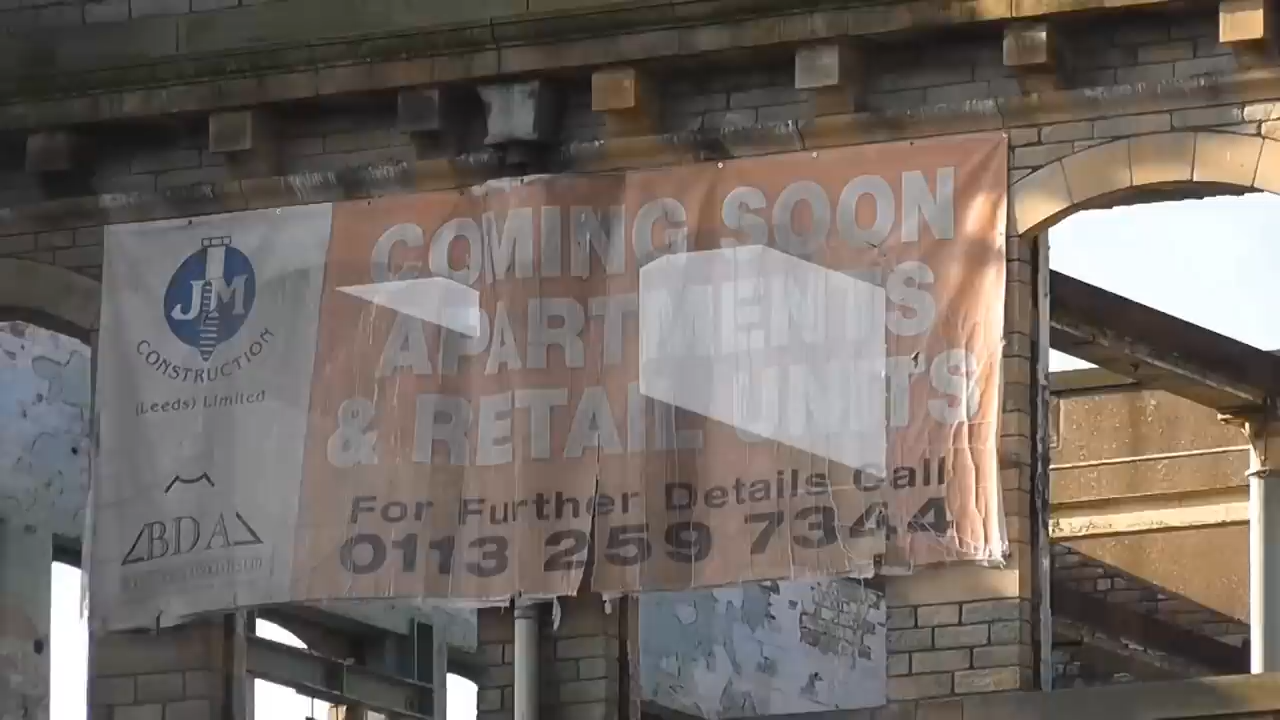 JM
CONSTRUCTION
(Leeds) Limited
BDA
COMING SOON
APARTMENTS
& RETAIL UNITS
For Further Details Call
0113 259 7344